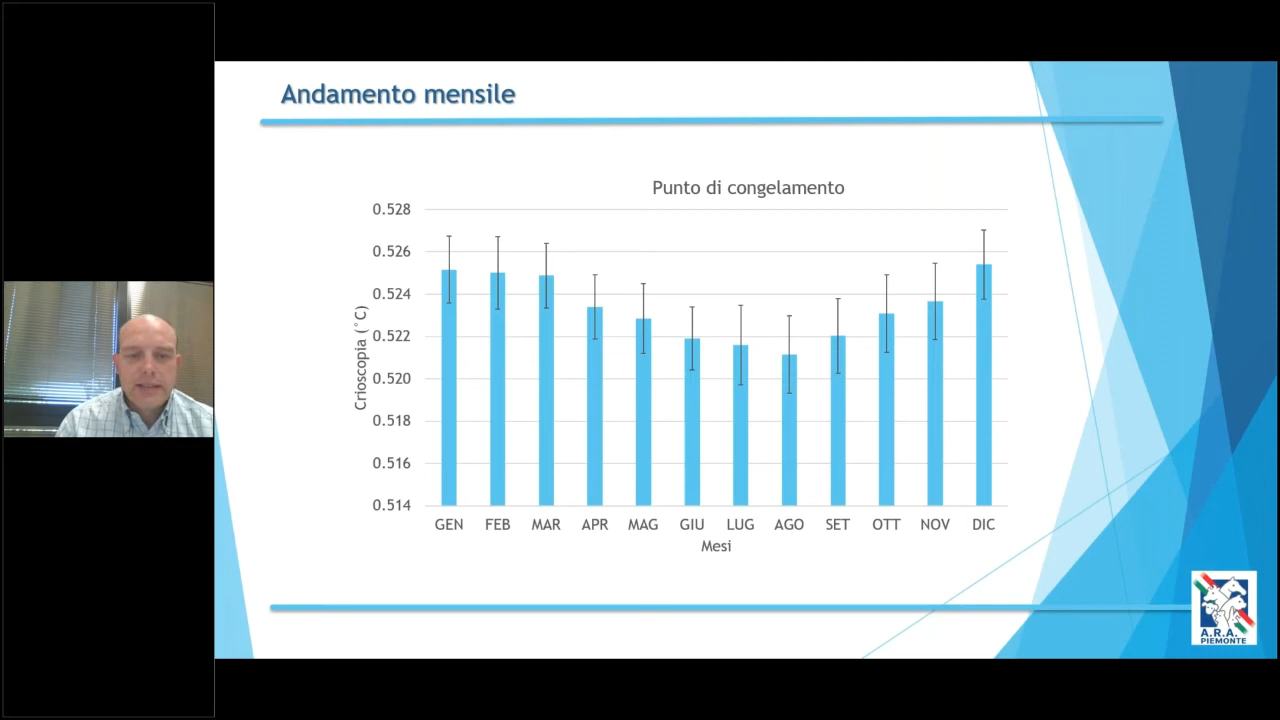 Andamento mensile
Punto di congelamento
0.528
0.526
0.524
0.522
0.520
0.518
0.516
0.514
Crioscopia (°C)
GEN FEB MAR APR MAG GIU LUG AGO SET OTT NOV DIC
Mesi
A.R.A.
PIEMONTE